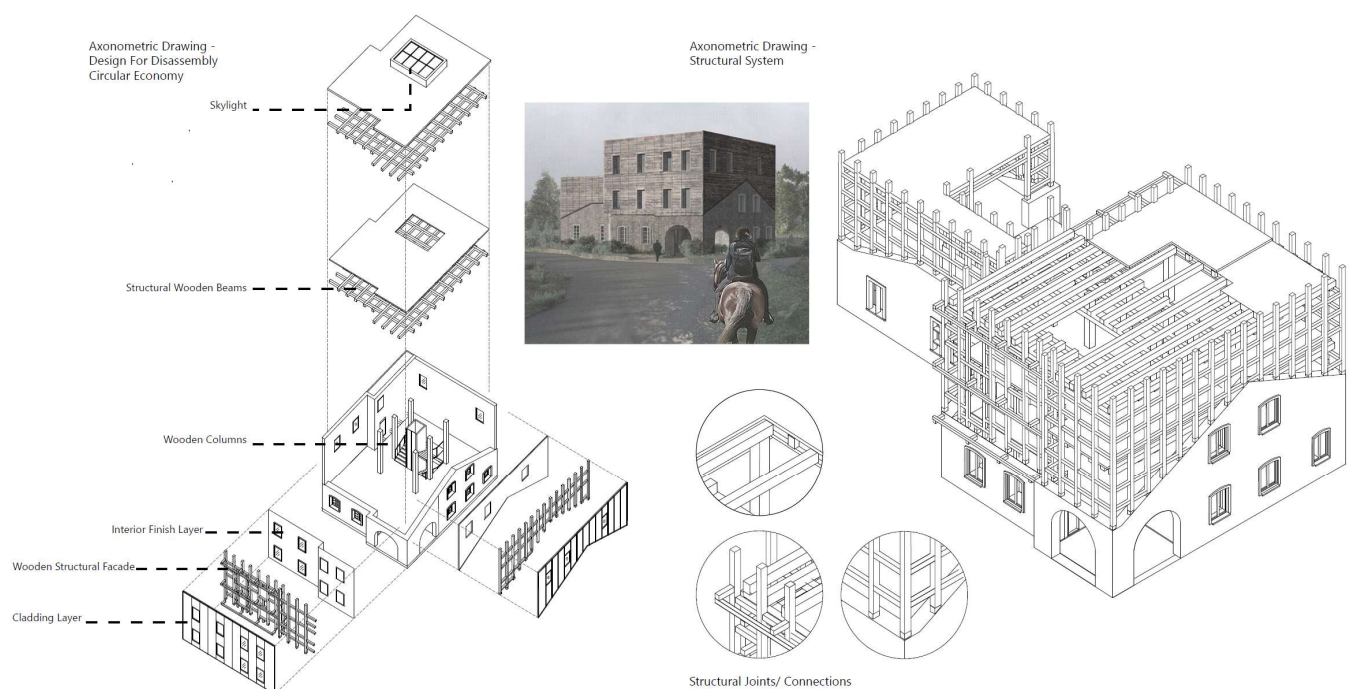 Axonometric Drawing -
Design For Disassembly
Circular Economy
Skylight
Structural Wooden Beams
Wooden Columns
Interior Finish Layer
Wooden Structural Facade
Cladding Layer
Axonometric Drawing -
Structural System
Structural Joints/ Connections